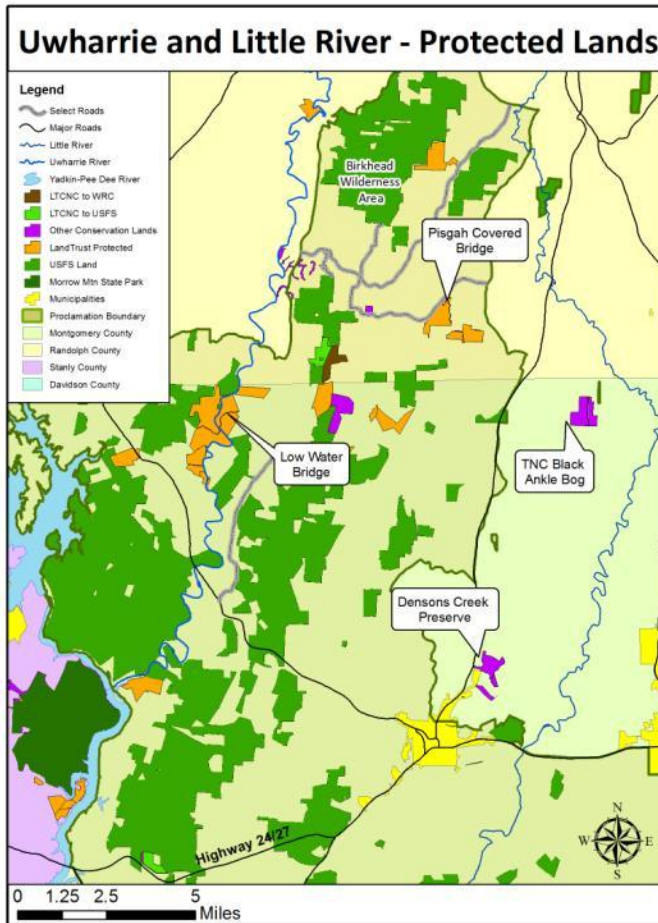 Uwharrie and Little River - Protected Lands
Legend
Select Roads
Major Roads
Little River
Uwharrie River
Yadkin-Pee Dee River
LTCNC to WRC
LTCNC to USFS
Other Conservation Lands
LandTrust Protected
USFS Land
Morrow Mtn State Park
Municipalities
Proclamation Boundary
Montgomery County
Randolph County
Stanly County
Davidson County
Birkhead
Wilderness
Area
Pisgah Covered
Bridge
Low Water
Bridge
TNC Black
Ankle Bog
Densons Creek
Preserve
Highway 24/27
N
W
E
S
0 1.25 2.5 5
Miles